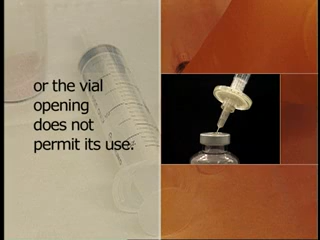 or the vial
opening
does not
permit its use.